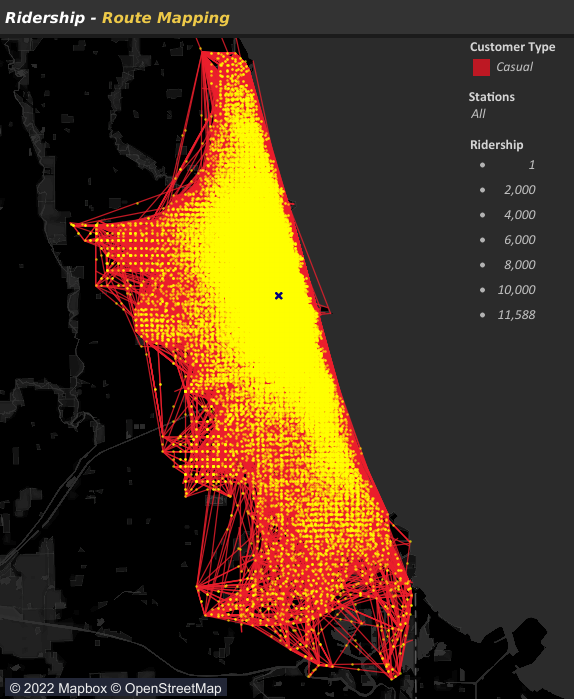 Ridership - Route Mapping
Customer Type
Casual
Stations
All
Ridership
1
2,000
4,000
6,000
8,000
10,000
11,588
© 2022 Mapbox © OpenStreetMap